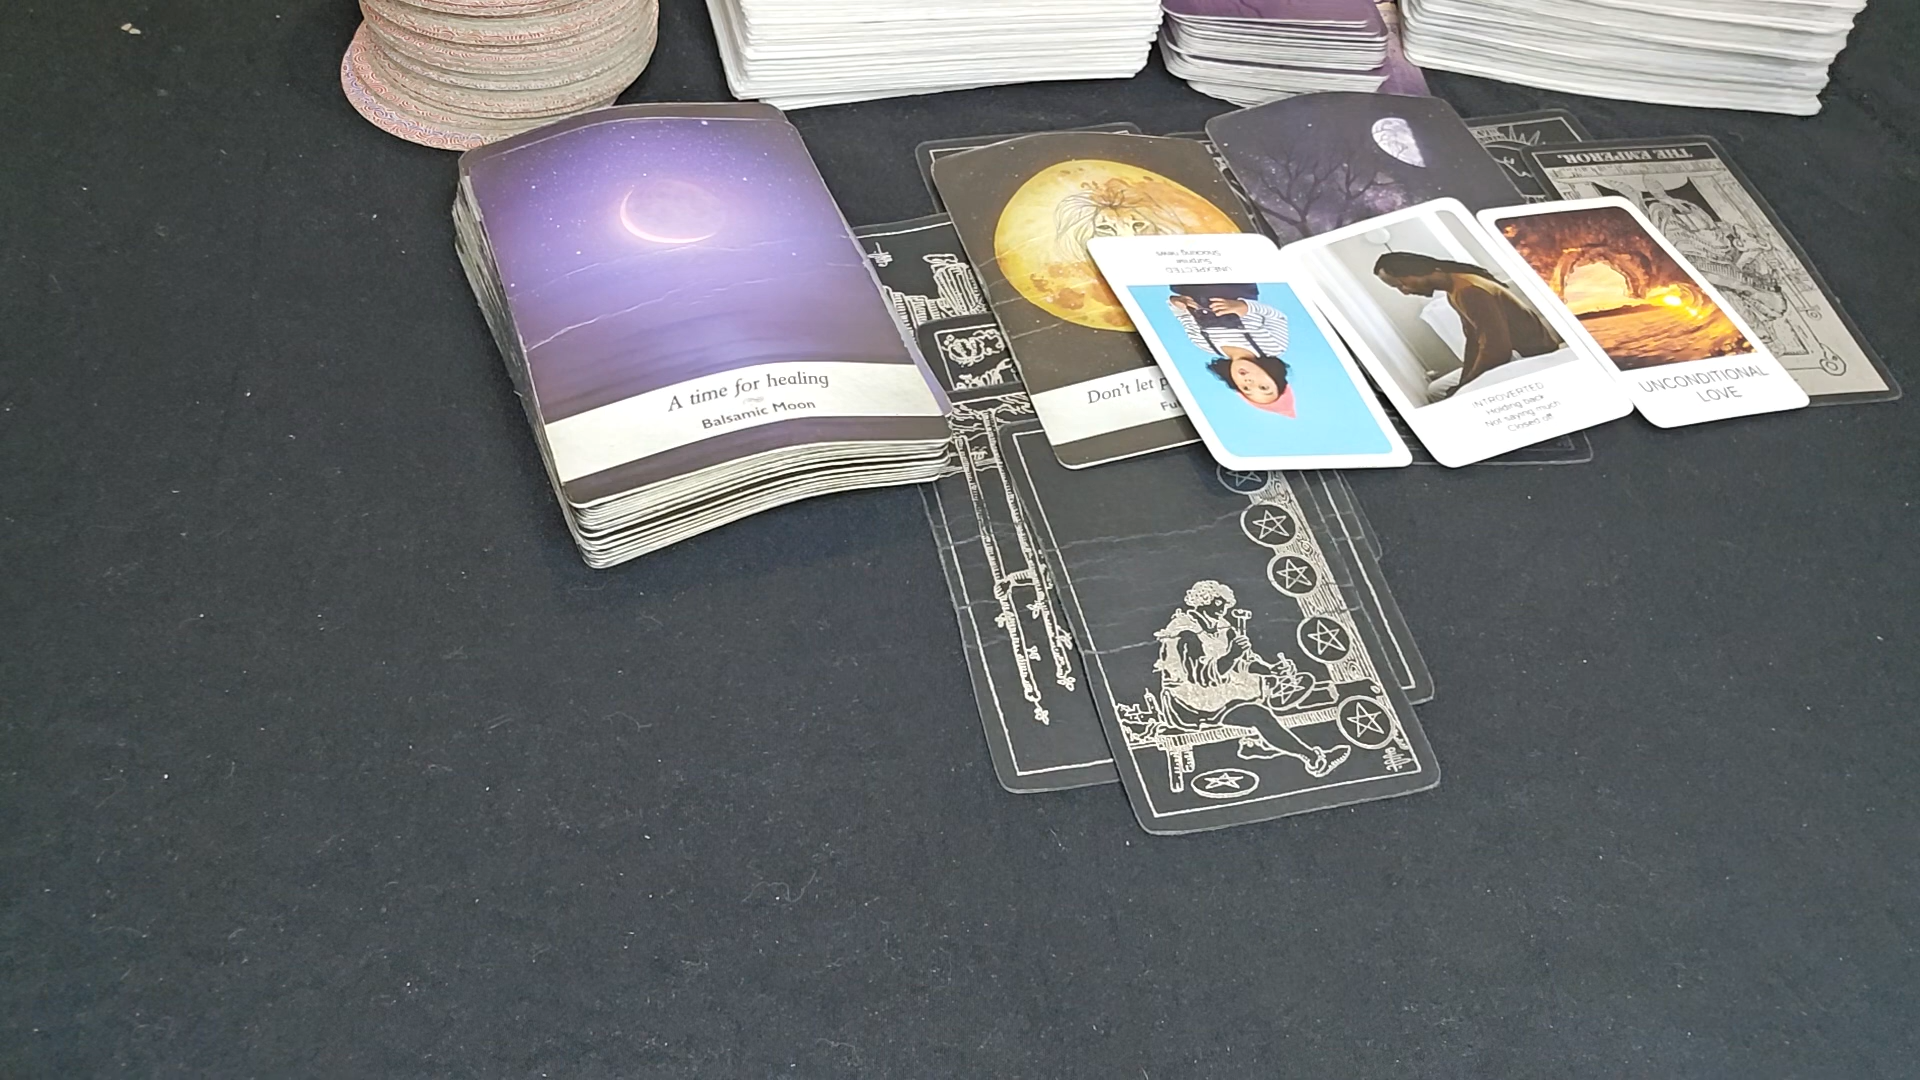 A time for healing
Balsamic Moon
Don't let
UNEXPECTED
Surprise
Shocking news
INTROVERTED
Holding back
Not saying much
Closed off
UNCONDITIONAL
LOVE
THE EMPEROR.